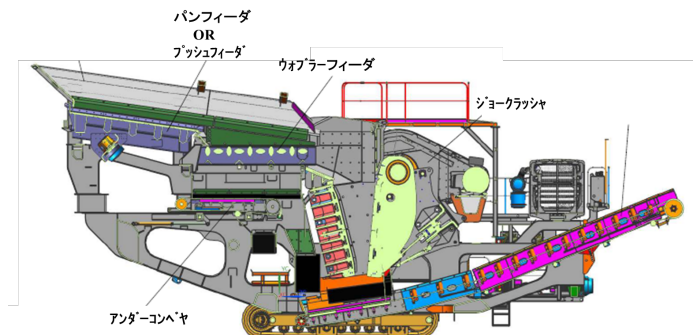 パンフィーダ
OR
ﾌﾟｯｼｭﾌｨｰﾀﾞ
ウォブラーフィーダ
ｼﾞｮｰｸﾗｯｼｬ
ｱﾝﾀﾞｰｺﾝﾍﾞﾔ